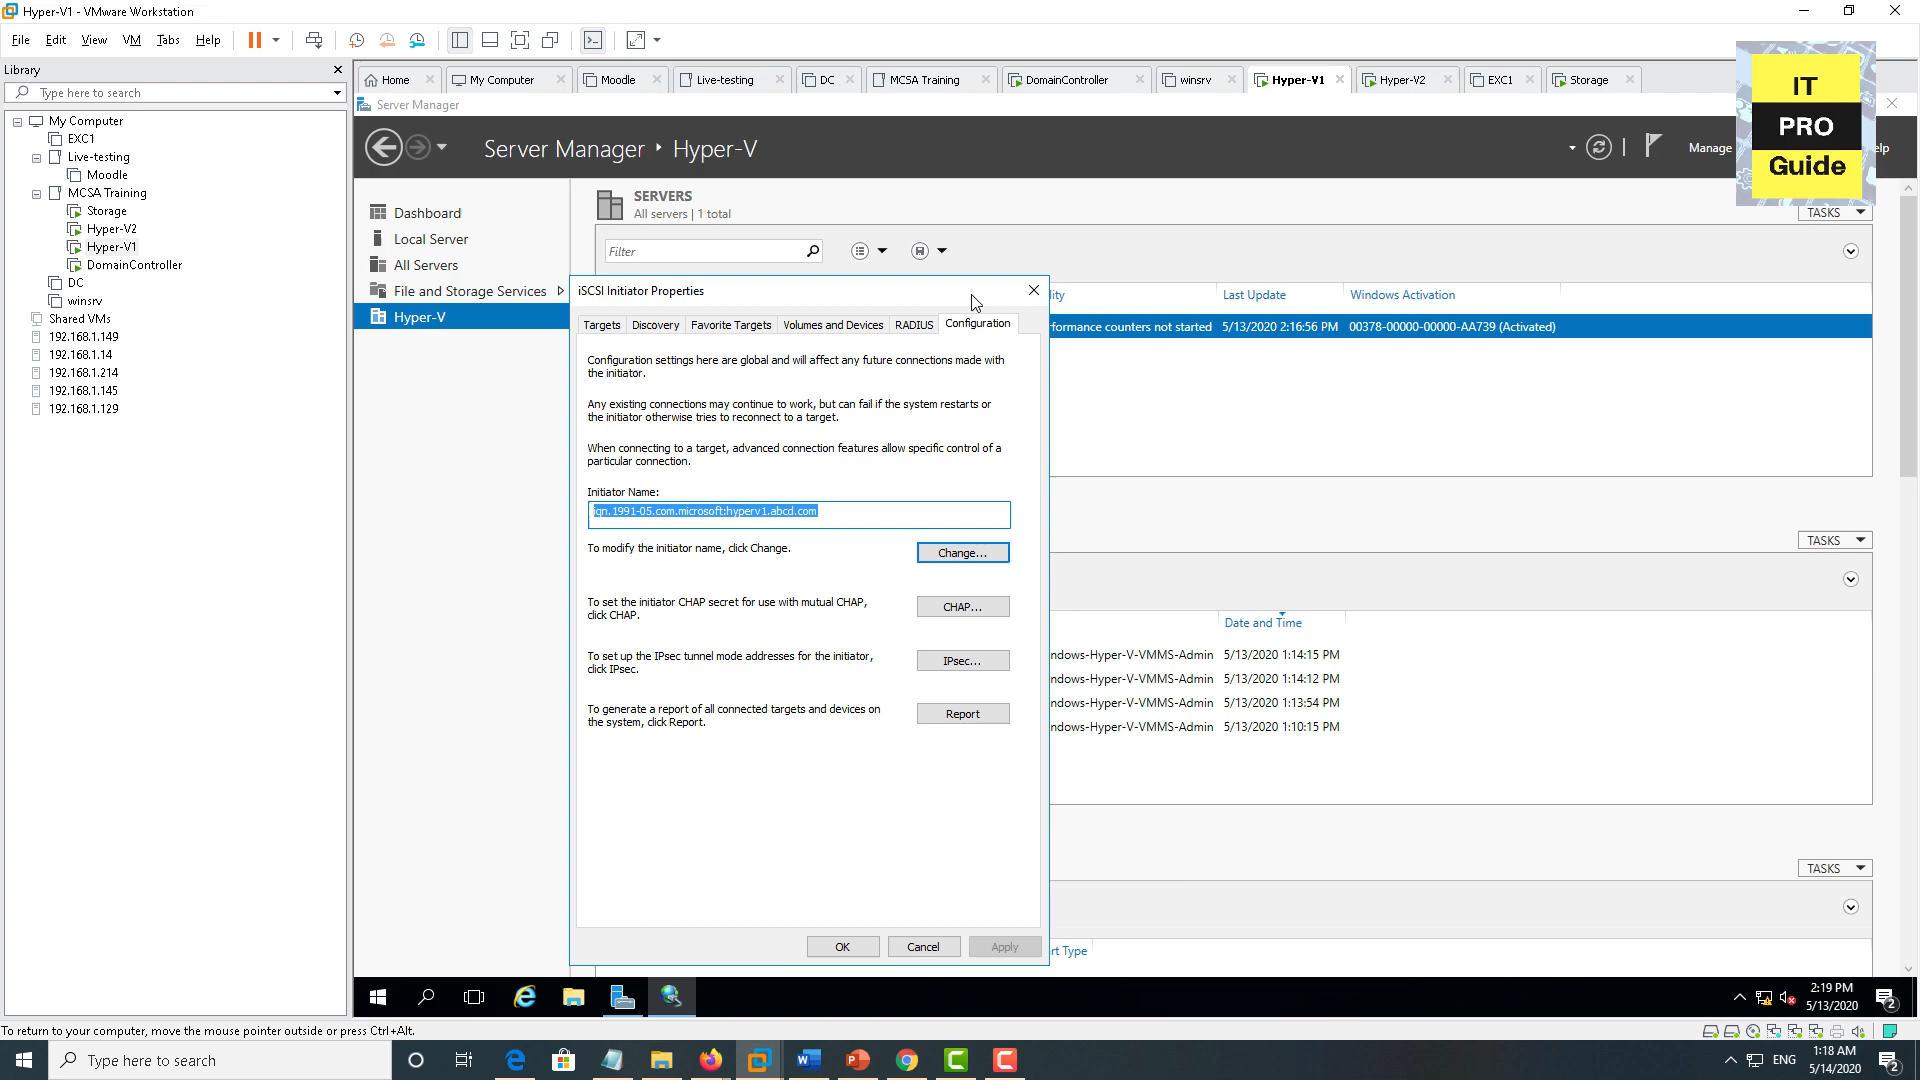 Hyper-V1 - VMware Workstation
File Edit View VM Tabs Help
Library
Type here to search
My Computer
EXC1
Live-testing
Moodle
MCSA Training
Storage
Hyper-V2
Hyper-V1
DomainController
DC
winsrv
Shared VMs
192.168.1.149
192.168.1.14
192.168.1.214
192.168.1.145
192.168.1.129
Home My Computer Moodle Live-testing DC MCSA Training DomainController winsrv Hyper-V1 Hyper-V2 EXC1 Storage
Server Manager
Server Manager Hyper-V
Manage
elp
IT
PRO
Guide
Dashboard
Local Server
All Servers
File and Storage Services
Hyper-V
SERVERS
All servers | 1 total
TASKS
Filter
lity Last Update Windows Activation
rformance counters not started 5/13/2020 2:16:56 PM 00378-00000-00000-AA739 (Activated)
TASKS
Date and Time
ndows-Hyper-V-VMMS-Admin 5/13/2020 1:14:15 PM
ndows-Hyper-V-VMMS-Admin 5/13/2020 1:14:12 PM
ndows-Hyper-V-VMMS-Admin 5/13/2020 1:13:54 PM
ndows-Hyper-V-VMMS-Admin 5/13/2020 1:10:15 PM
TASKS
rt Type
iSCSI Initiator Properties
Targets Discovery Favorite Targets Volumes and Devices RADIUS Configuration
Configuration settings here are global and will affect any future connections made with
the initiator.
Any existing connections may continue to work, but can fail if the system restarts or
the initiator otherwise tries to reconnect to a target.
When connecting to a target, advanced connection features allow specific control of a
particular connection.
Initiator Name:
iqn.1991-05.com.microsoft:hyperv1.abcd.com
To modify the initiator name, click Change.
Change...
To set the initiator CHAP secret for use with mutual CHAP,
click CHAP.
CHAP...
To set up the IPsec tunnel mode addresses for the initiator,
click IPsec.
IPsec...
To generate a report of all connected targets and devices on
the system, click Report.
Report
OK Cancel Apply
2:19 PM
5/13/2020
2
To return to your computer, move the mouse pointer outside or press Ctrl+Alt.
Type here to search
ENG
1:18 AM
5/14/2020
2